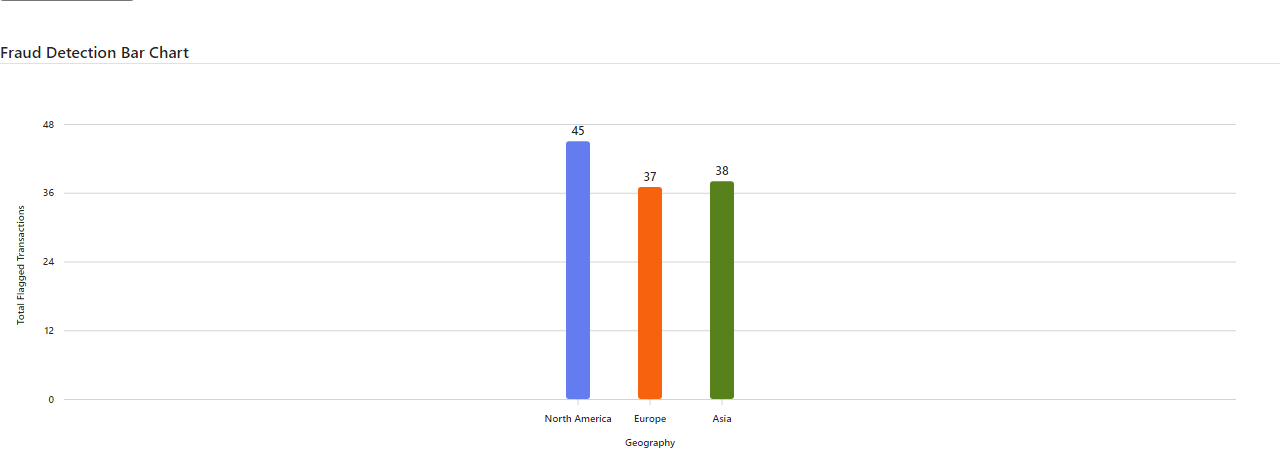 Fraud Detection Bar Chart
48
36
24
12
0
Total Flagged Transactions
45
37
38
North America
Europe
Asia
Geography